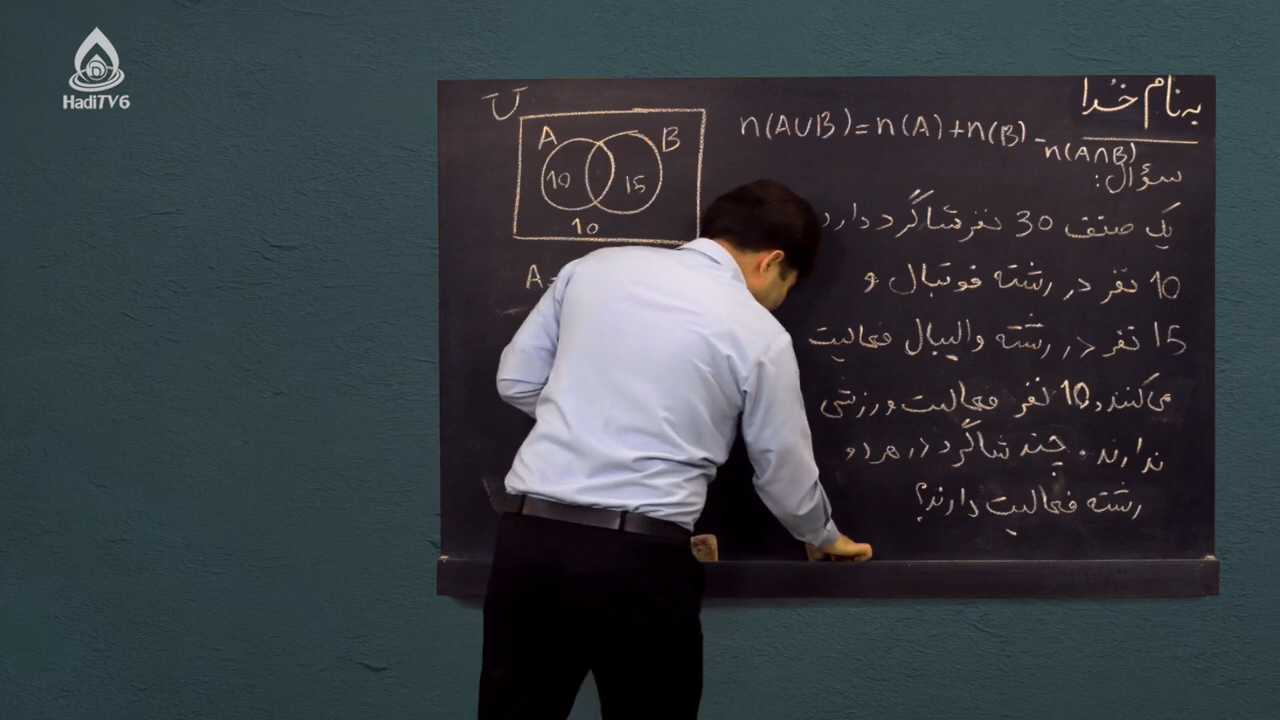 HadiTV6
به نام خدا
U
A B
10 15
10
A=
n(A∪B)=n(A)+n(B)-n(A∩B)
سؤال:
یک صنف 30 نفر شاگرد دارد
10 نفر در رشته فوتبال و
15 نفر در رشته والیبال فعالیت
می‌کنند و 10 نفر فعالیت ورزشی
ندارند. چند شاگرد در هر دو
رشته فعالیت دارند؟